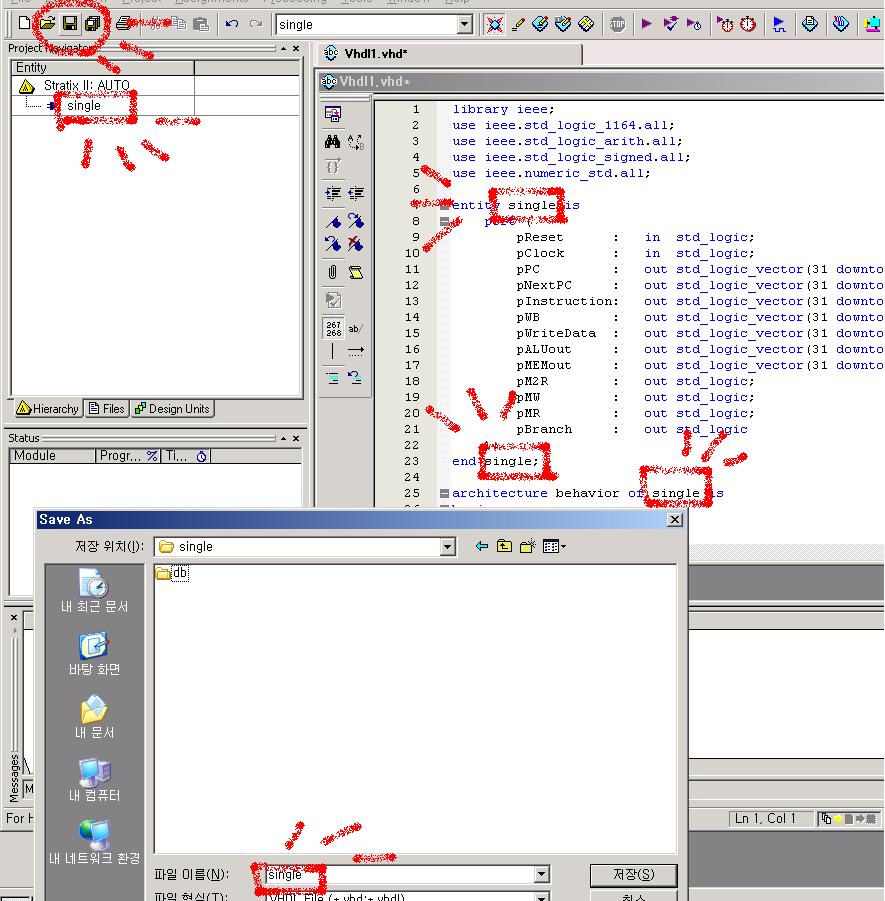 single
Project Navigator
Entity
Stratix II: AUTO
single
Hierarchy
Files
Design Units
Status
Module
Progr... %
Ti...
Vhdl1.vhd*
Vhdl1.vhd*
1 library ieee;
2 use ieee.std_logic_1164.all;
3 use ieee.std_logic_arith.all;
4 use ieee.std_logic_signed.all;
5 use ieee.numeric_std.all;
6
entity single is
8 port (
9 pReset : in std_logic;
10 pClock : in std_logic;
11 pPC : out std_logic_vector(31 downto
12 pNextPC : out std_logic_vector(31 downto
13 pInstruction: out std_logic_vector(31 downto
14 pWB : out std_logic_vector(31 downto
15 pWriteData : out std_logic_vector(31 downto
16 pALUout : out std_logic_vector(31 downto
17 pMEMout : out std_logic_vector(31 downto
18 pM2R : out std_logic;
19 pMW : out std_logic;
20 pMR : out std_logic;
21 pBranch : out std_logic
22
23 end single;
24
25 architecture behavior of single is
267
268
ab/
STOP
Save As
저장 위치(I):
single
db
내 최근 문서
바탕 화면
내 문서
내 컴퓨터
내 네트워크 환경
파일 이름(N):
single
저장(S)
파일 형식(T):
VHDL File (*.vhd;*.vhdl)
취소
Messages
For H
Ln 1, Col 1